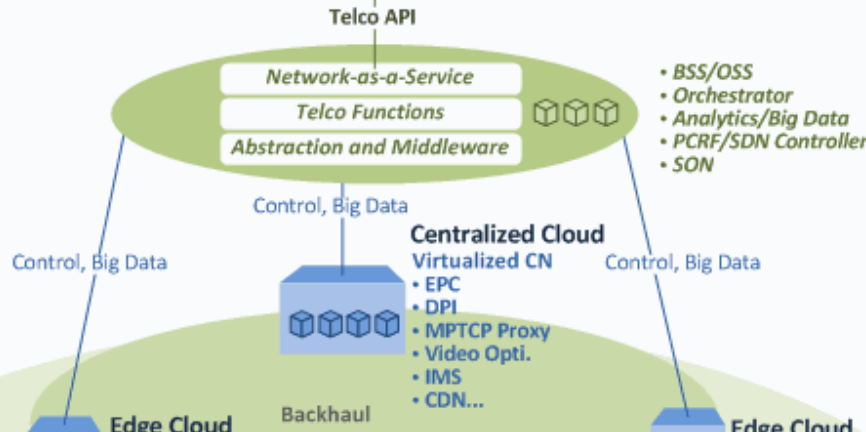 Telco API
Network-as-a-Service
Telco Functions
Abstraction and Middleware
• BSS/OSS
• Orchestrator
• Analytics/Big Data
• PCRF/SDN Controller
• SON
Control, Big Data
Control, Big Data
Control, Big Data
Centralized Cloud
Virtualized CN
• EPC
• DPI
• MPTCP Proxy
• Video Opti.
• IMS
• CDN...
Backhaul
Edge Cloud
Edge Cloud